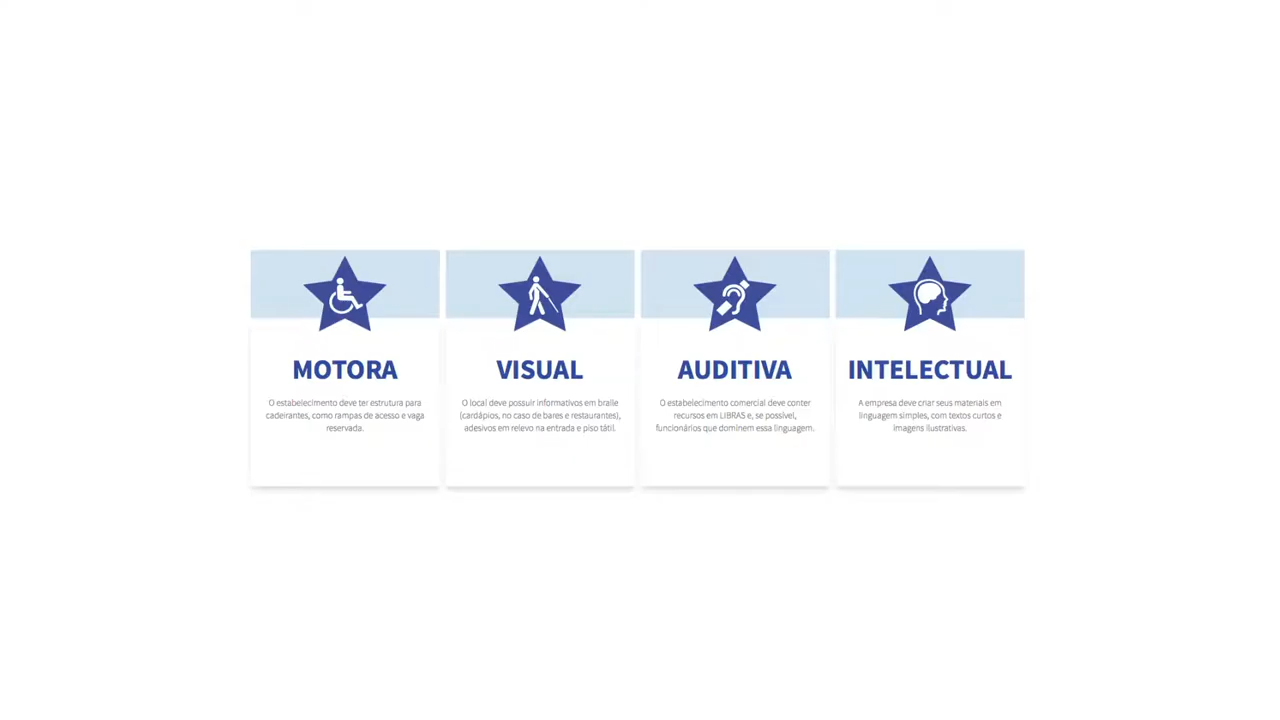 MOTORA
O estabelecimento deve ter estrutura para
cadeirantes, como rampas de acesso e vaga
reservada.
VISUAL
O local deve possuir informativos em braile
(cardápios, no caso de bares e restaurantes),
adesivos em relevo na entrada e piso tátil.
AUDITIVA
O estabelecimento comercial deve conter
recursos em LIBRAS e, se possível,
funcionários que dominem essa linguagem.
INTELECTUAL
A empresa deve criar seus materiais em
linguagem simples, com textos curtos e
imagens ilustrativas.